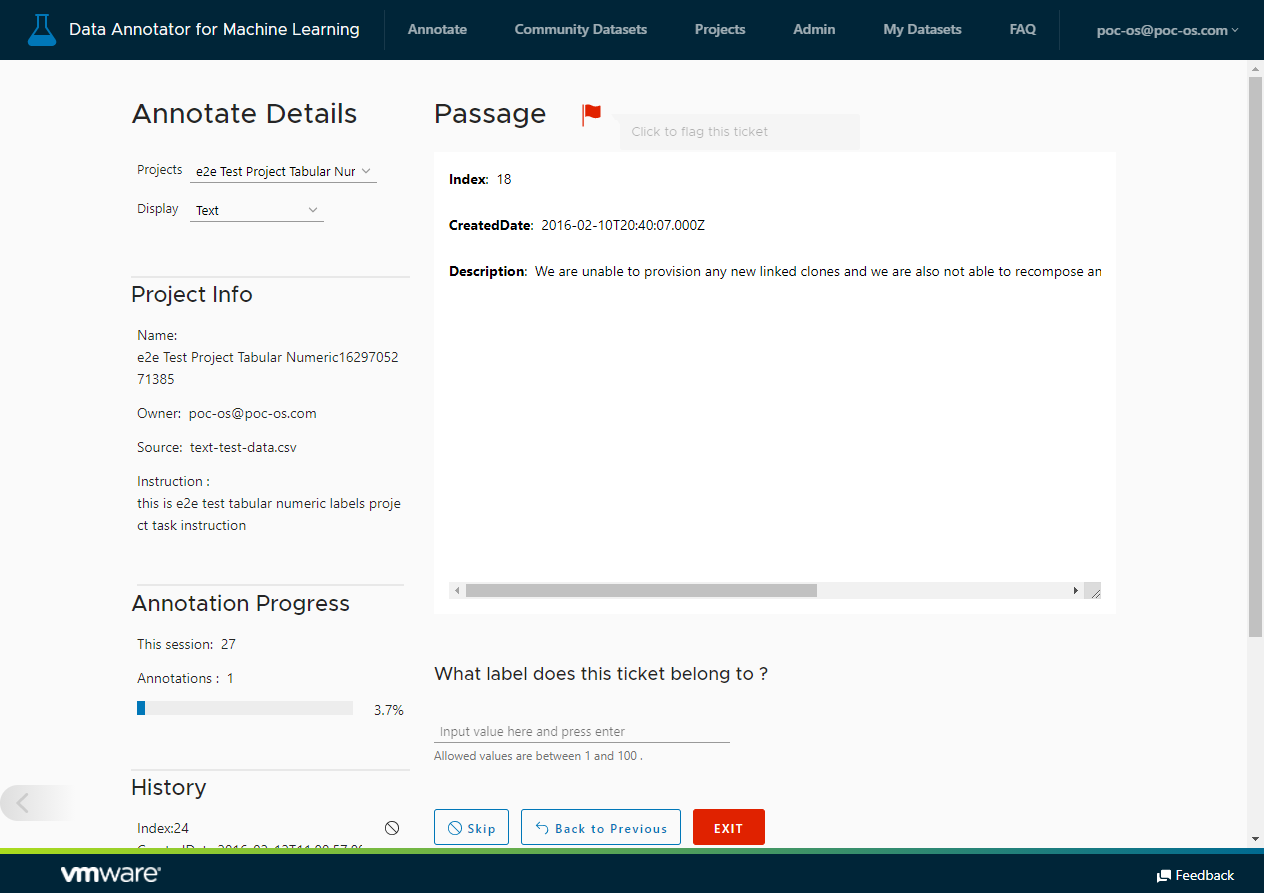 Data Annotator for Machine Learning
Annotate
Community Datasets
Projects
Admin
My Datasets
FAQ
poc-os@poc-os.com
Annotate Details
Projects e2e Test Project Tabular Nur
Display Text
Project Info
Name:
e2e Test Project Tabular Numeric16297052
71385
Owner: poc-os@poc-os.com
Source: text-test-data.csv
Instruction :
this is e2e test tabular numeric labels proje
ct task instruction
Annotation Progress
This session: 27
Annotations : 1
3.7%
History
Index:24
Passage
Click to flag this ticket
Index: 18
CreatedDate: 2016-02-10T20:40:07.000Z
Description: We are unable to provision any new linked clones and we are also not able to recompose an
What label does this ticket belong to ?
Input value here and press enter
Allowed values are between 1 and 100 .
Skip
Back to Previous
EXIT
vmware
Feedback